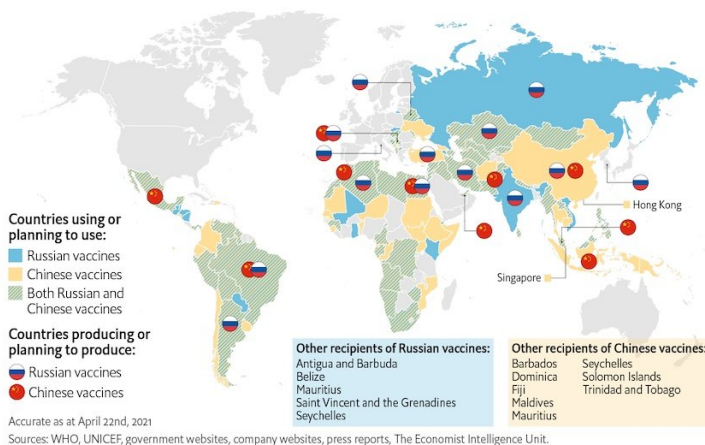 Hong Kong
Singapore
Countries using or
planning to use:
Russian vaccines
Chinese vaccines
Both Russian and
Chinese vaccines
Countries producing or
planning to produce:
Russian vaccines
Chinese vaccines
Other recipients of Russian vaccines:
Antigua and Barbuda
Belize
Mauritius
Saint Vincent and the Grenadines
Seychelles
Other recipients of Chinese vaccines:
Barbados
Dominica
Fiji
Maldives
Mauritius
Seychelles
Solomon Islands
Trinidad and Tobago
Accurate as at April 22nd, 2021
Sources: WHO, UNICEF, government websites, company websites, press reports, The Economist Intelligence Unit.